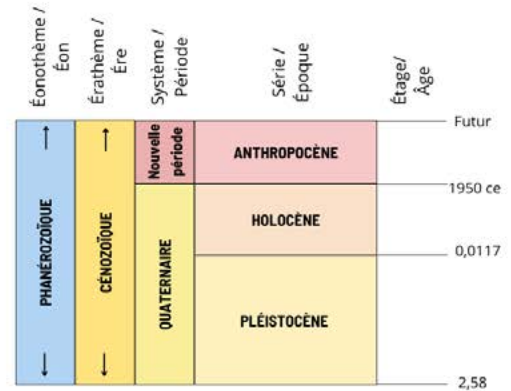 Éonothème /
Éon
Érathème /
Ère
Système /
Période
Série /
Époque
Étage/
Âge
Futur
Nouvelle
période
ANTHROPOCÈNE
1950 ce
PHANÉROZOÏQUE
CÉNOZOÏQUE
QUATERNAIRE
HOLOCÈNE
0,0117
PLÉISTOCÈNE
2,58